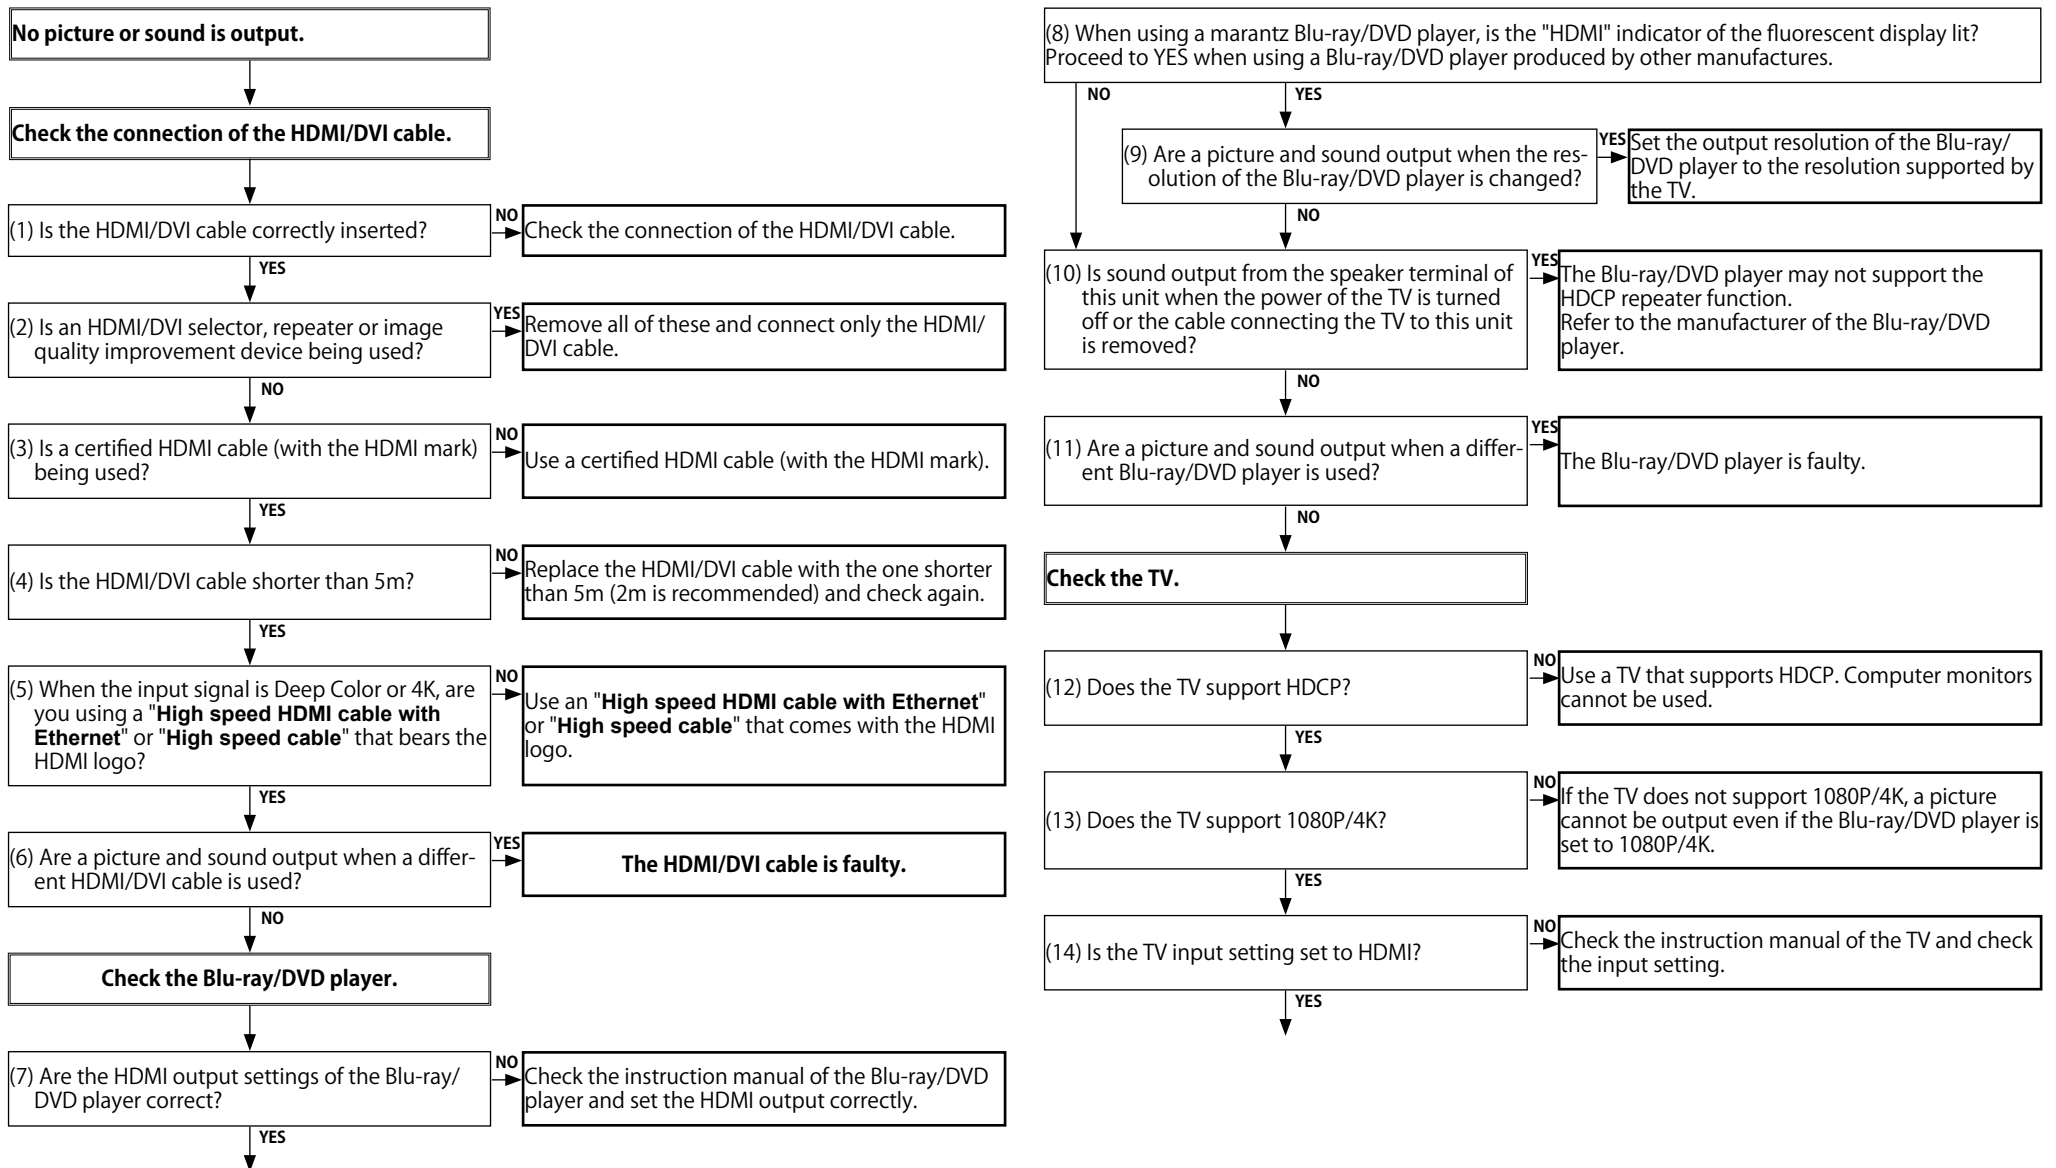 No picture or sound is output.
Check the connection of the HDMI/DVI cable.
(1) Is the HDMI/DVI cable correctly inserted?
NO
Check the connection of the HDMI/DVI cable.
YES
(2) Is an HDMI/DVI selector, repeater or image
quality improvement device being used?
YES
Remove all of these and connect only the HDMI/
DVI cable.
NO
(3) Is a certified HDMI cable (with the HDMI mark)
being used?
NO
Use a certified HDMI cable (with the HDMI mark).
YES
(4) Is the HDMI/DVI cable shorter than 5m?
NO
Replace the HDMI/DVI cable with the one shorter
than 5m (2m is recommended) and check again.
YES
(5) When the input signal is Deep Color or 4K, are
you using a "High speed HDMI cable with
Ethernet" or "High speed cable" that bears the
HDMI logo?
NO
Use an "High speed HDMI cable with Ethernet"
or "High speed cable" that comes with the HDMI
logo.
YES
(6) Are a picture and sound output when a differ-
ent HDMI/DVI cable is used?
YES
The HDMI/DVI cable is faulty.
NO
Check the Blu-ray/DVD player.
(7) Are the HDMI output settings of the Blu-ray/
DVD player correct?
NO
Check the instruction manual of the Blu-ray/DVD
player and set the HDMI output correctly.
YES
(8) When using a marantz Blu-ray/DVD player, is the "HDMI" indicator of the fluorescent display lit?
Proceed to YES when using a Blu-ray/DVD player produced by other manufactures.
NO
YES
(9) Are a picture and sound output when the res-
olution of the Blu-ray/DVD player is changed?
YES
Set the output resolution of the Blu-ray/
DVD player to the resolution supported by
the TV.
NO
(10) Is sound output from the speaker terminal of
this unit when the power of the TV is turned
off or the cable connecting the TV to this unit
is removed?
YES
The Blu-ray/DVD player may not support the
HDCP repeater function.
Refer to the manufacturer of the Blu-ray/DVD
player.
NO
(11) Are a picture and sound output when a differ-
ent Blu-ray/DVD player is used?
YES
The Blu-ray/DVD player is faulty.
NO
Check the TV.
(12) Does the TV support HDCP?
NO
Use a TV that supports HDCP. Computer monitors
cannot be used.
YES
(13) Does the TV support 1080P/4K?
NO
If the TV does not support 1080P/4K, a picture
cannot be output even if the Blu-ray/DVD player is
set to 1080P/4K.
YES
(14) Is the TV input setting set to HDMI?
NO
Check the instruction manual of the TV and check
the input setting.
YES